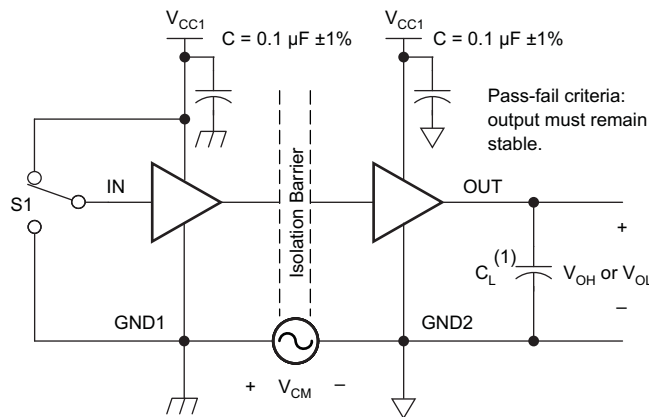 VCC1
C = 0.1 µF ±1%
VCC1
C = 0.1 µF ±1%
Pass-fail criteria:
output must remain
stable.
Isolation Barrier
IN
OUT
S1
+
CL(1)
VOH or VOL
–
GND1
GND2
+ VCM –